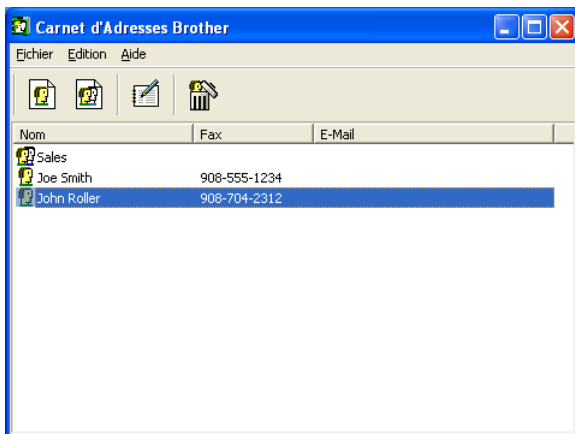 Carnet d'Adresses Brother
Fichier Edition Aide
Nom Fax E-Mail
Sales
Joe Smith 908-555-1234
John Roller 908-704-2312